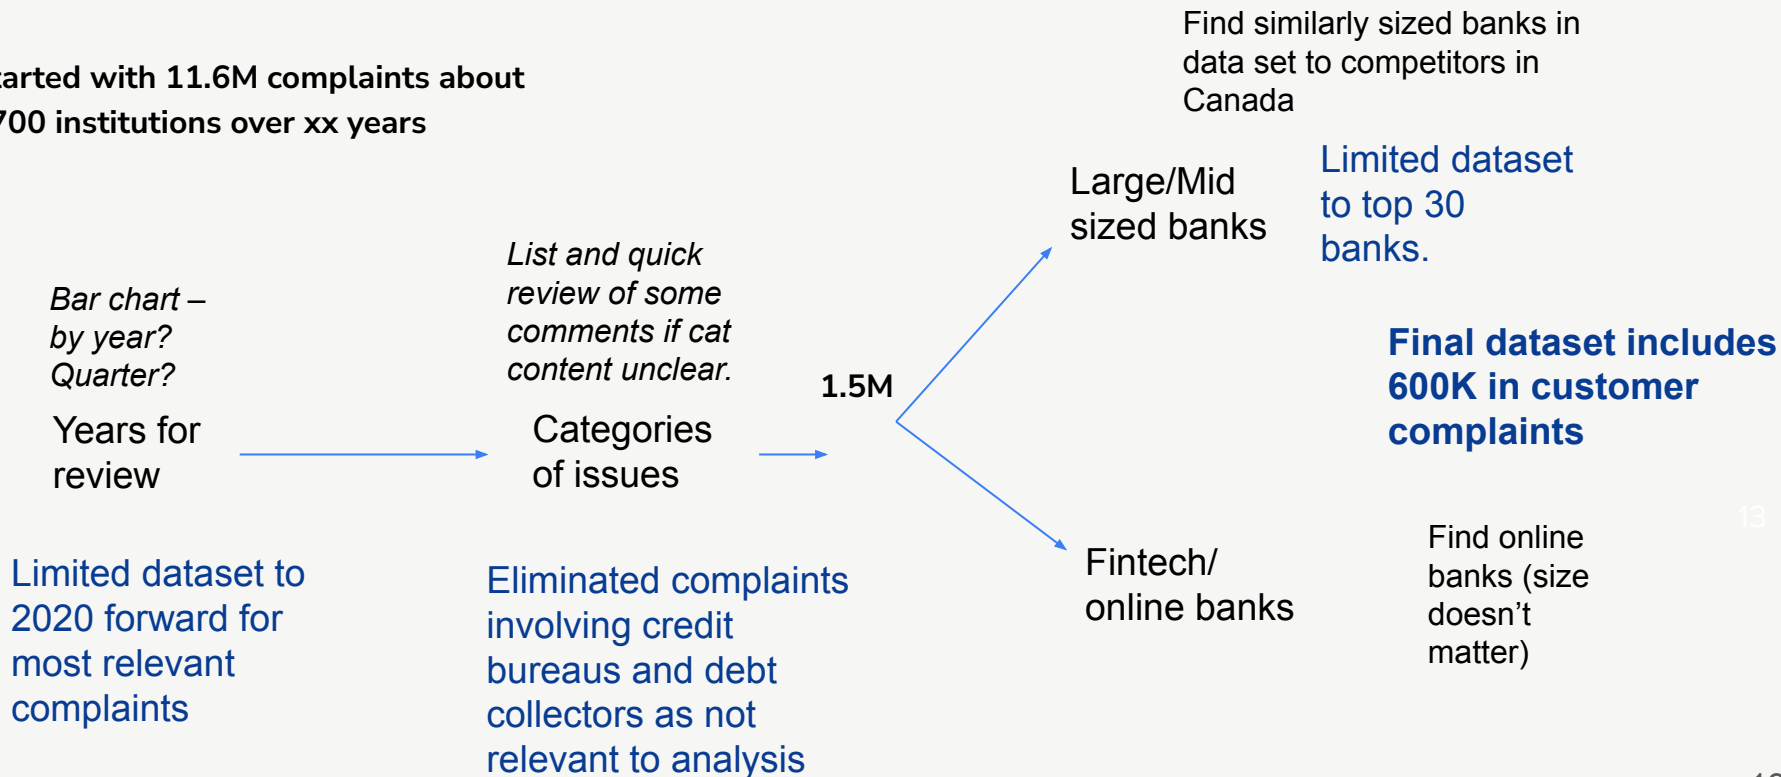 tarted with 11.6M complaints about
700 institutions over xx years
Find similarly sized banks in
data set to competitors in
Canada
Large/Mid
sized banks
Limited dataset
to top 30
banks.
Bar chart –
by year?
Quarter?
List and quick
review of some
comments if cat
content unclear.
1.5M
Final dataset includes
600K in customer
complaints
Years for
review
Categories
of issues
13
Limited dataset to
2020 forward for
most relevant
complaints
Eliminated complaints
involving credit
bureaus and debt
collectors as not
relevant to analysis
Fintech/
online banks
Find online
banks (size
doesn’t
matter)